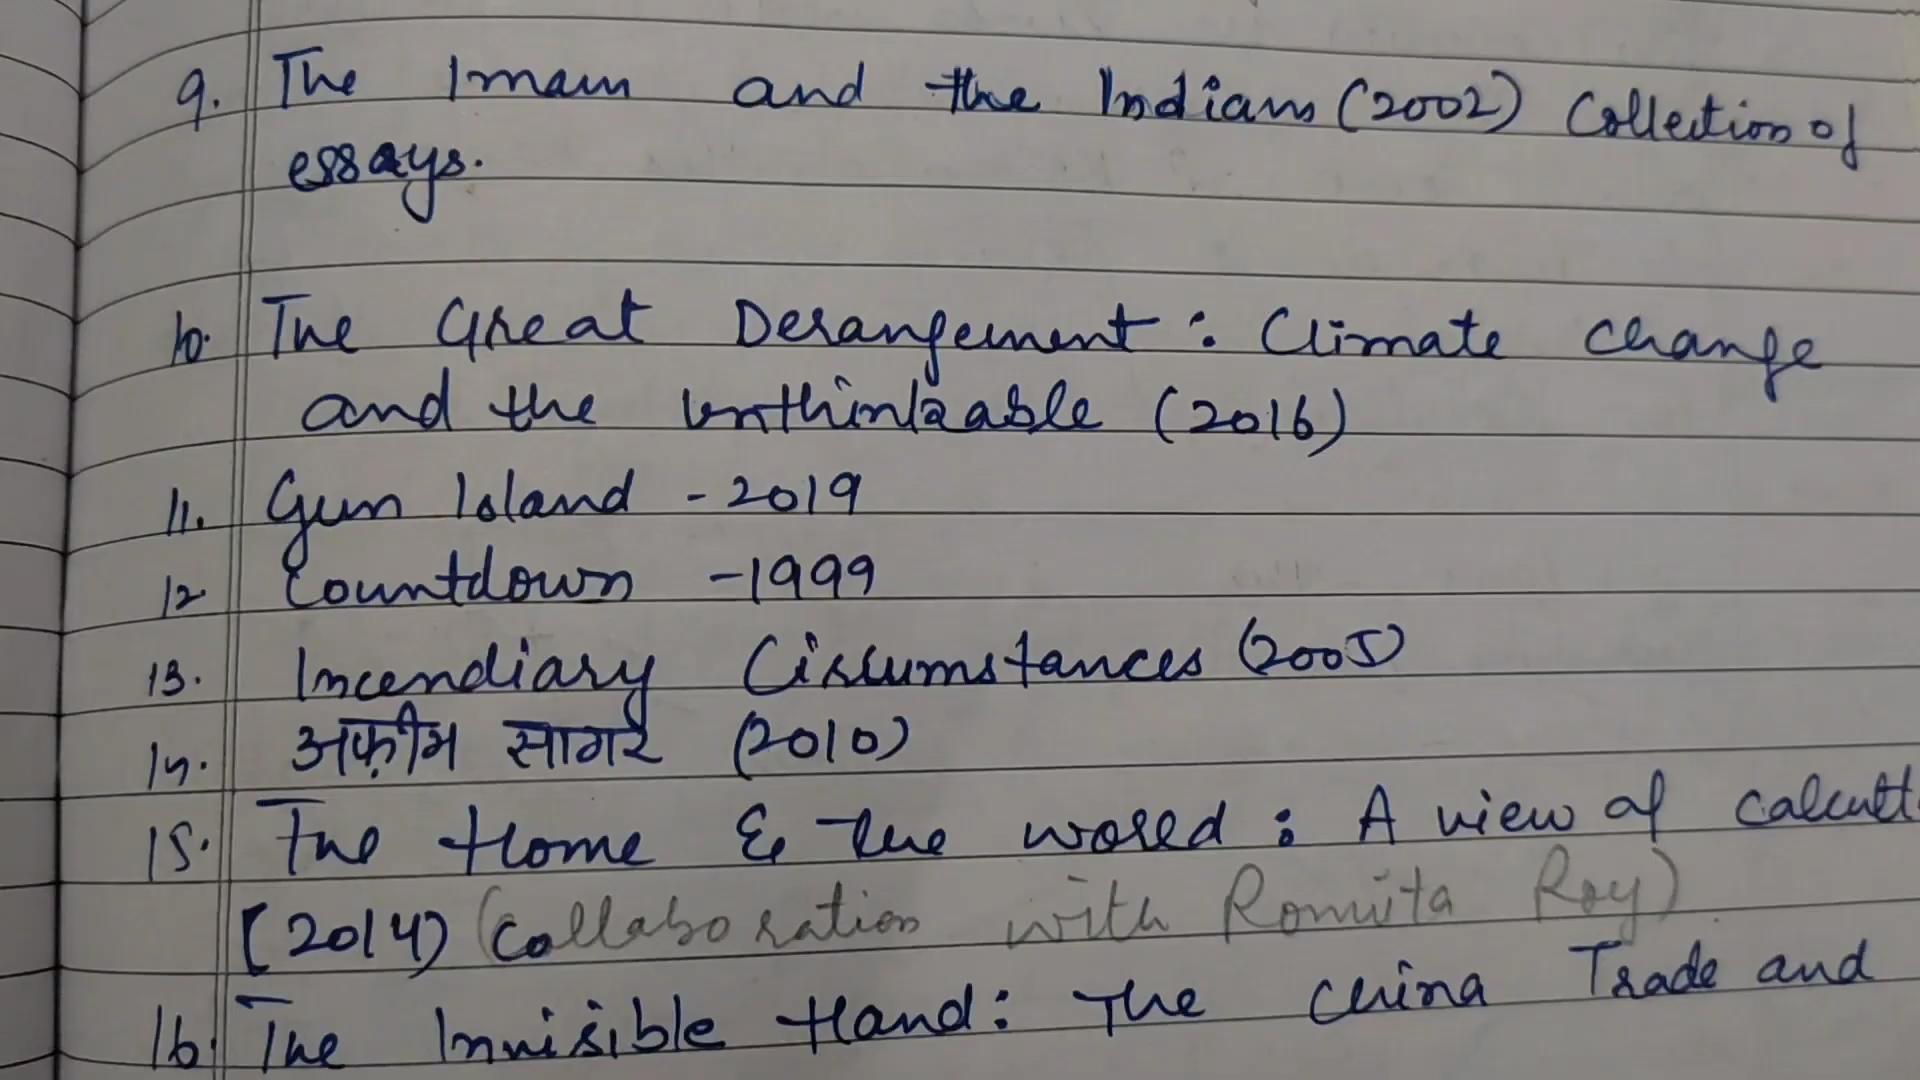 9. The Imam and the Indian (2002) Collection of
essays.
10. The Great Derangement : Climate change
and the unthinkable (2016)
11. Gun Island - 2019
12. Countdown - 1999
13. Incendiary Circumstances (2005)
14. अफ़ीम सागर (2010)
15. The Home & the world : A view of calcutt
[2014) (Collaboration with Romita Roy)
16. The Invisible Hand : The China Trade and